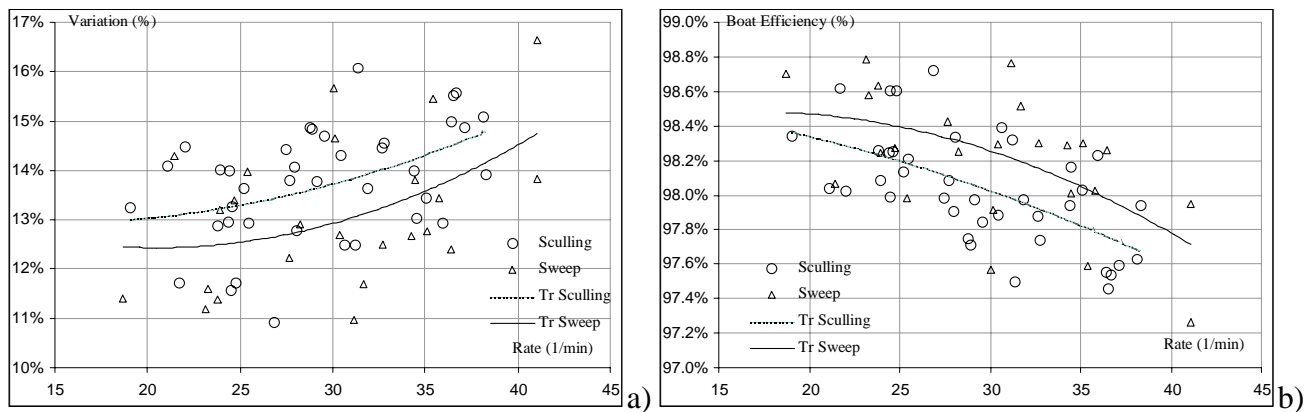 Variation (%)
17%
16%
15%
14%
13%
12%
11%
10%
15 20 25 30 35 40 45
Sculling
Sweep
Tr Sculling
Tr Sweep
Rate (1/min)
a)
Boat Efficiency (%)
99.0%
98.8%
98.6%
98.4%
98.2%
98.0%
97.8%
97.6%
97.4%
97.2%
97.0%
15 20 25 30 35 40 45
Sculling
Sweep
Tr Sculling
Tr Sweep
Rate (1/min)
b)